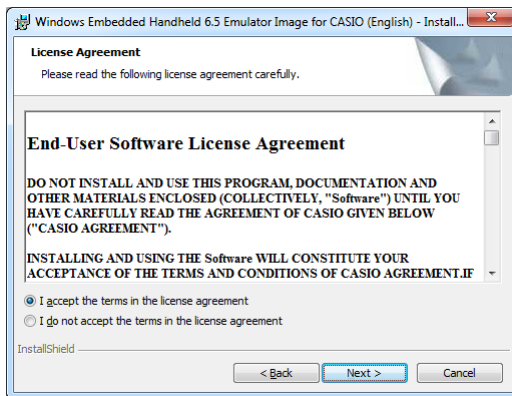 Windows Embedded Handheld 6.5 Emulator Image for CASIO (English) - Install...
License Agreement
Please read the following license agreement carefully.
End-User Software License Agreement
DO NOT INSTALL AND USE THIS PROGRAM, DOCUMENTATION AND
OTHER MATERIALS ENCLOSED (COLLECTIVELY, "Software") UNTIL YOU
HAVE CAREFULLY READ THE AGREEMENT OF CASIO GIVEN BELOW
("CASIO AGREEMENT").
INSTALLING AND USING THE Software WILL CONSTITUTE YOUR
ACCEPTANCE OF THE TERMS AND CONDITIONS OF CASIO AGREEMENT.IF
I accept the terms in the license agreement
I do not accept the terms in the license agreement
InstallShield
< Back
Next >
Cancel